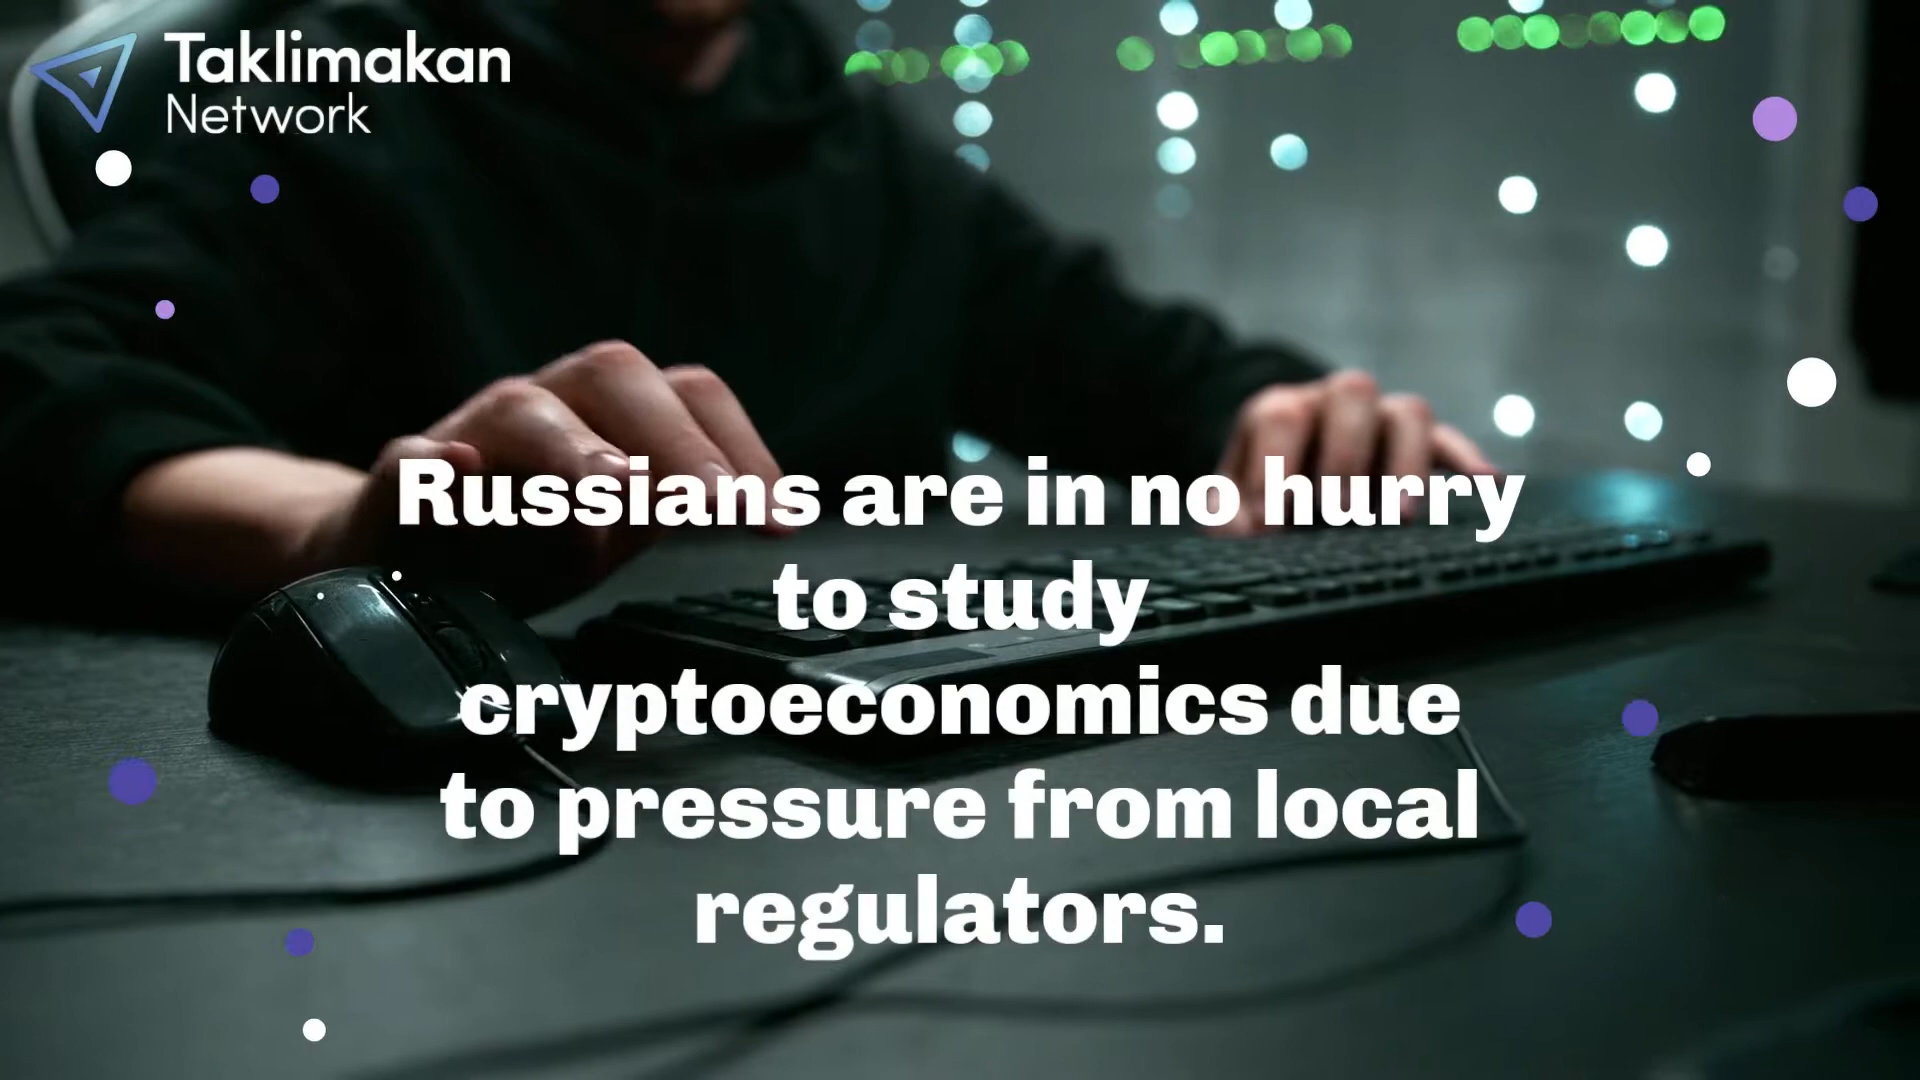 Taklimakan
Network
Russians are in no hurry
to study
cryptoeconomics due
to pressure from local
regulators.